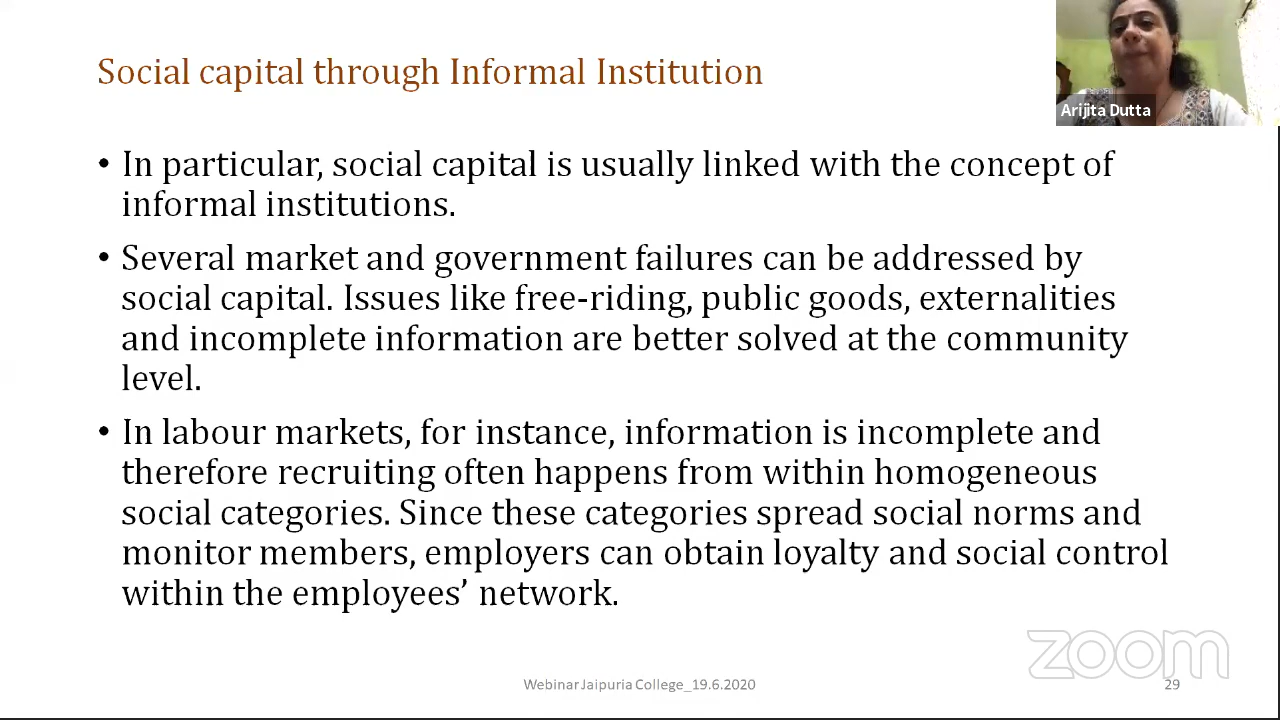 Social capital through Informal Institution
Arijita Dutta
• In particular, social capital is usually linked with the concept of
informal institutions.
• Several market and government failures can be addressed by
social capital. Issues like free-riding, public goods, externalities
and incomplete information are better solved at the community
level.
• In labour markets, for instance, information is incomplete and
therefore recruiting often happens from within homogeneous
social categories. Since these categories spread social norms and
monitor members, employers can obtain loyalty and social control
within the employees’ network.
zoom
Webinar Jaipuria College_19.6.2020
29